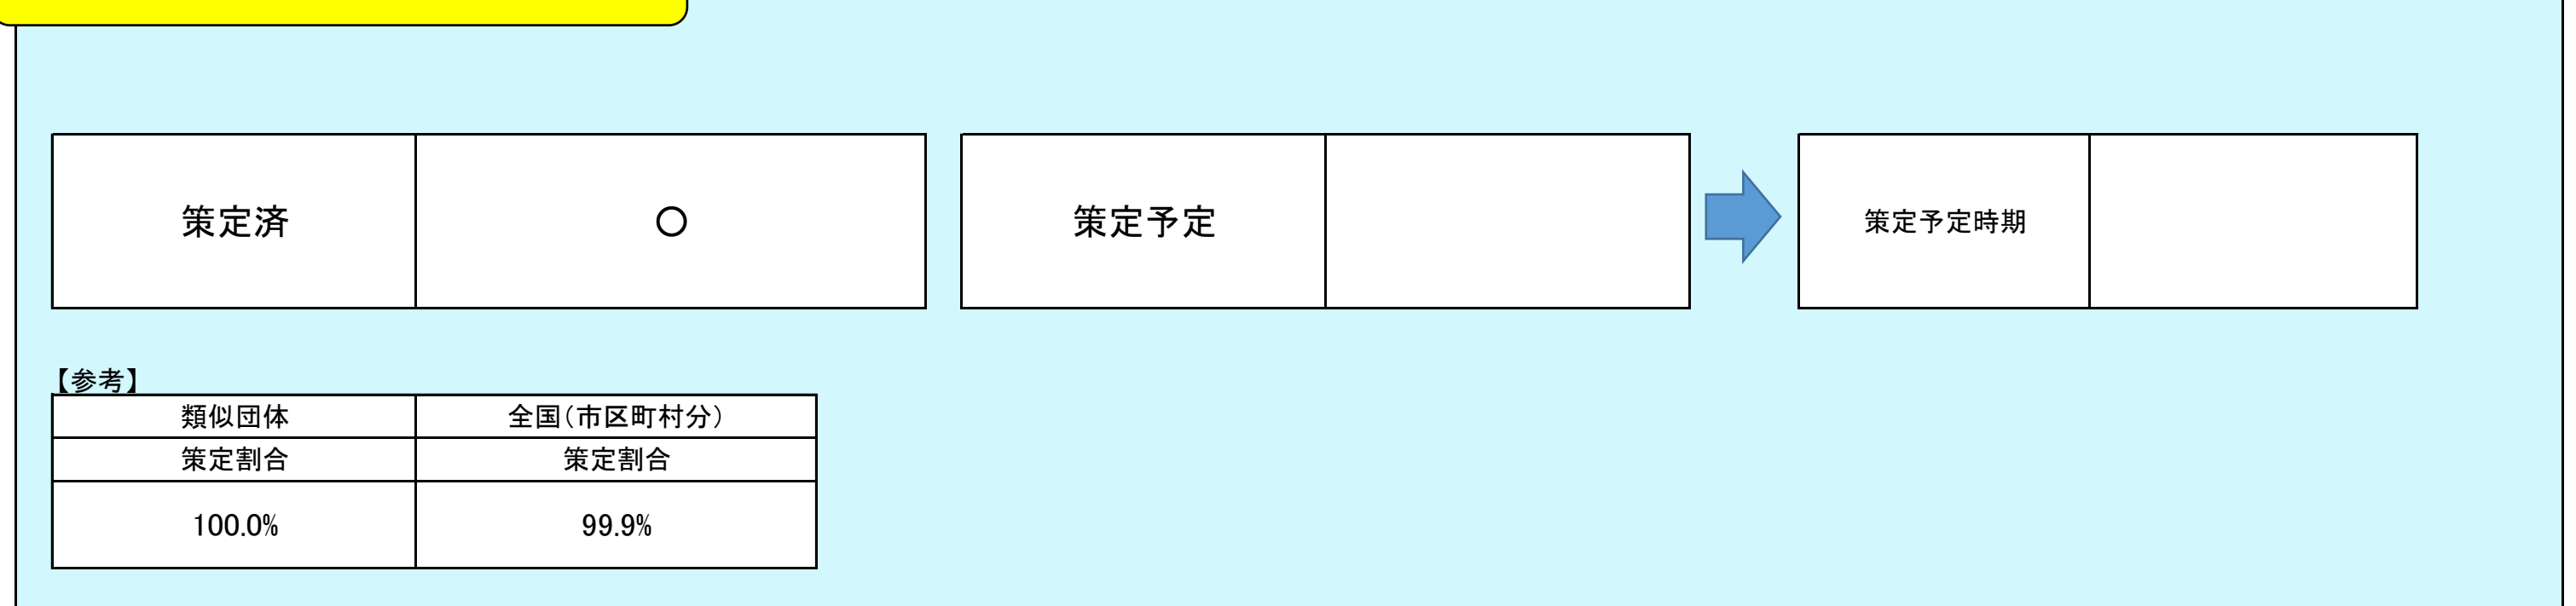 策定済 ○ 策定予定 策定予定時期
【参考】
類似団体 全国(市区町村分)
策定割合 策定割合
100.0% 99.9%